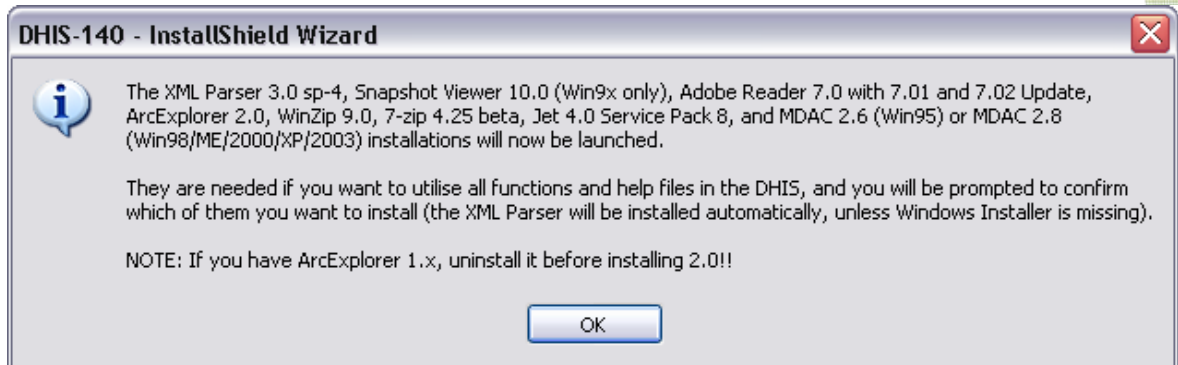 DHIS-140 - InstallShield Wizard
The XML Parser 3.0 sp-4, Snapshot Viewer 10.0 (Win9x only), Adobe Reader 7.0 with 7.01 and 7.02 Update,
ArcExplorer 2.0, WinZip 9.0, 7-zip 4.25 beta, Jet 4.0 Service Pack 8, and MDAC 2.6 (Win95) or MDAC 2.8
(Win98/ME/2000/XP/2003) installations will now be launched.
They are needed if you want to utilise all functions and help files in the DHIS, and you will be prompted to confirm
which of them you want to install (the XML Parser will be installed automatically, unless Windows Installer is missing).
NOTE: If you have ArcExplorer 1.x, uninstall it before installing 2.0!!
OK